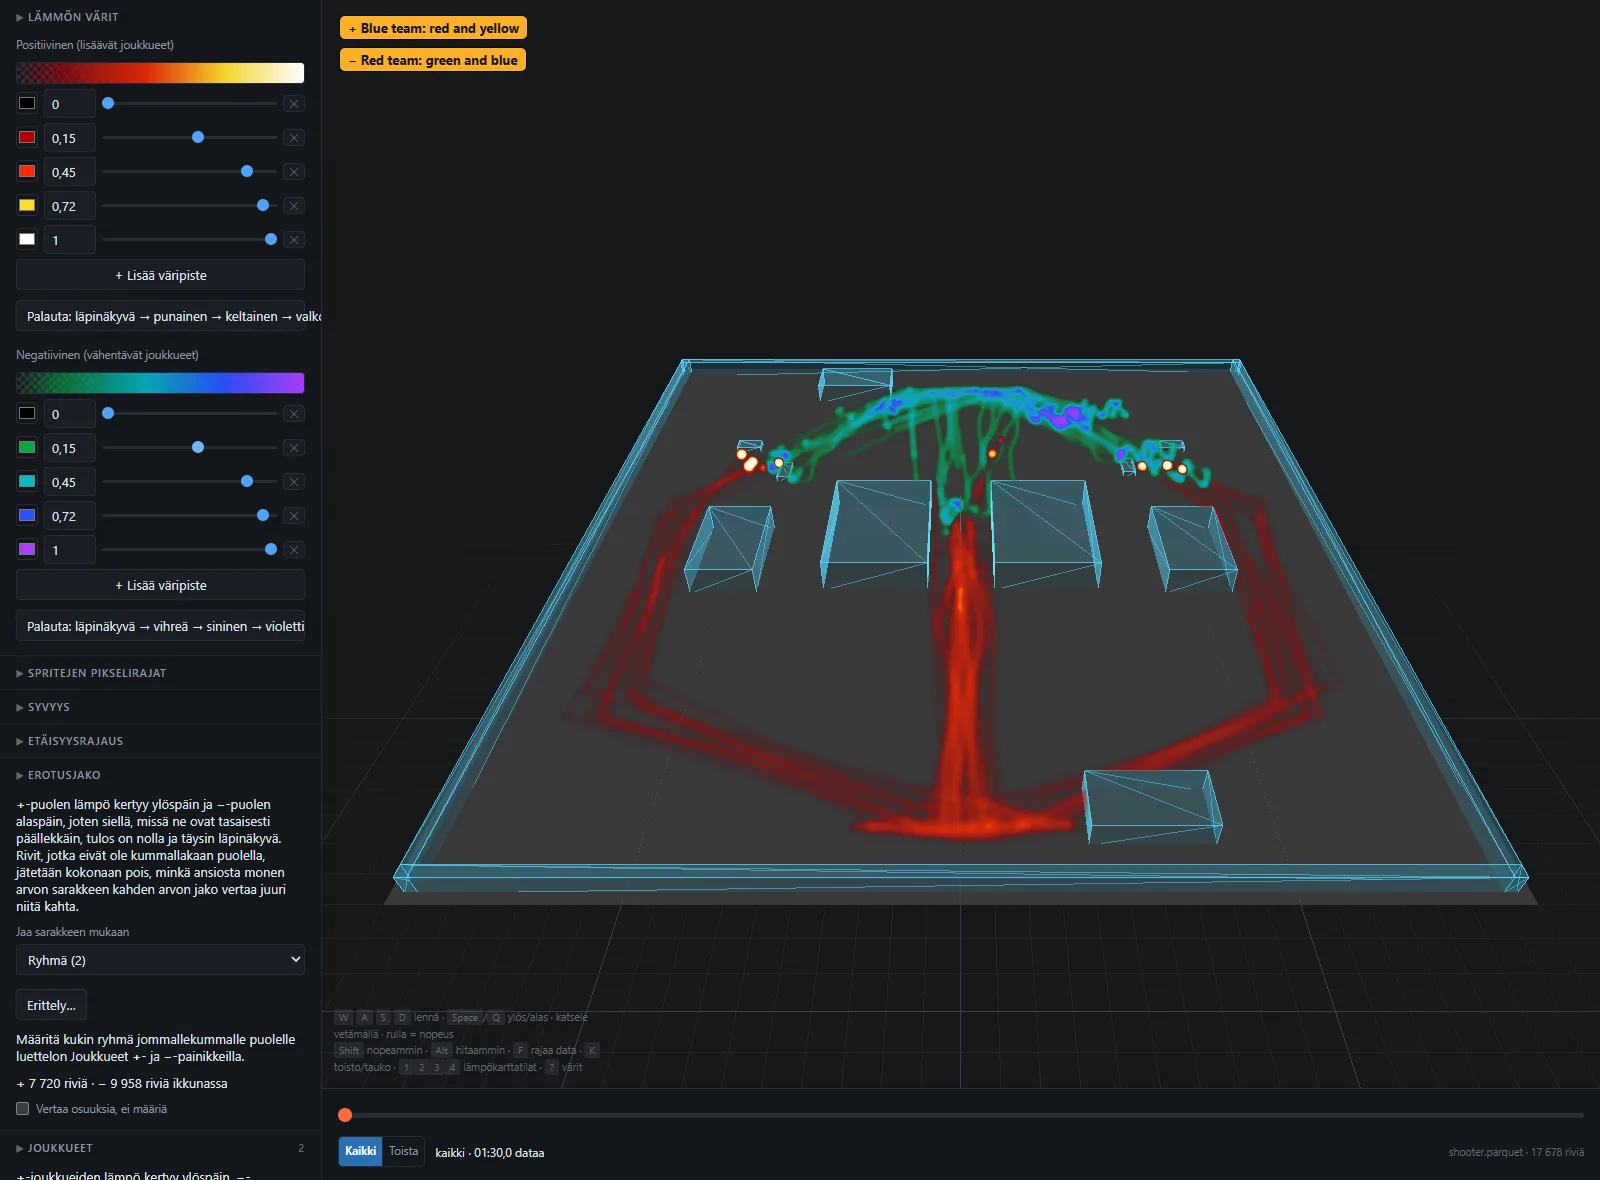 ▶ LÄMMÖN VÄRIT
Positiivinen (lisäävät joukkueet)
0
0,15
0,45
0,72
1
+ Lisää väripiste
Palauta: läpinäkyvä → punainen → keltainen → valko
Negatiivinen (vähentävät joukkueet)
0
0,15
0,45
0,72
1
+ Lisää väripiste
Palauta: läpinäkyvä → vihreä → sininen → violetti
▶ SPRITEJEN PIKSELIRAJAT
▶ SYVYYS
▶ ETÄISYYSRAJAUS
▶ EROTUSJAKO
+-puolen lämpö kertyy ylöspäin ja −-puolen
alaspäin, joten siellä, missä ne ovat tasaisesti
päällekkäin, tulos on nolla ja täysin läpinäkyvä.
Rivit, jotka eivät ole kummallakaan puolella,
jätetään kokonaan pois, minkä ansiosta monen
arvon sarakkeen kahden arvon jako vertaa juuri
niitä kahta.
Jaa sarakkeen mukaan
Ryhmä (2)
Erittely...
Määritä kukin ryhmä jommallekummalle puolelle
luettelon Joukkueet +- ja −-painikkeilla.
+ 7 720 riviä · − 9 958 riviä ikkunassa
Vertaa osuuksia, ei määriä
▶ JOUKKUEET 2
+-joukkueiden lämpö kertyy ylöspäin, −-
+ Blue team: red and yellow
− Red team: green and blue
W A S D lennä · Space / Q ylös/alas · katsele
vetämällä · rulla = nopeus
Shift nopeammin · Alt hitaammin · F rajaa data · K
toisto/tauko · 1 2 3 4 lämpökarttatilat · ? värit
Kaikki Toista kaikki · 01:30,0 dataa
shooter.parquet · 17 678 riviä